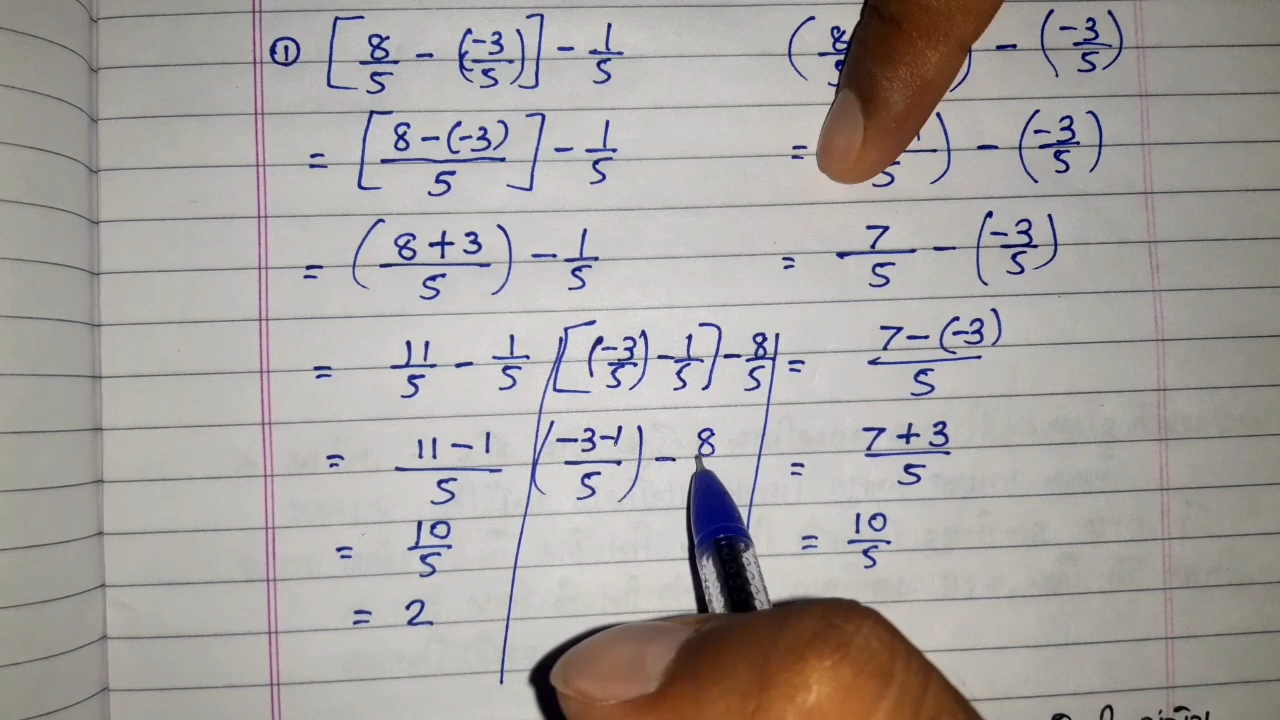 ① [8/5 - (-3/5)] - 1/5
= [8-(-3)/5] - 1/5
= (8+3/5) - 1/5
= 11/5 - 1/5
= 11-1/5
= 10/5
= 2
[(-3/5) - 1/5] - 8/5
(-3-1/5) - 8
(8 ) - (-3/5)
= 5) - (-3/5)
= 7/5 - (-3/5)
= 7-(-3)/5
= 7+3/5
= 10/5